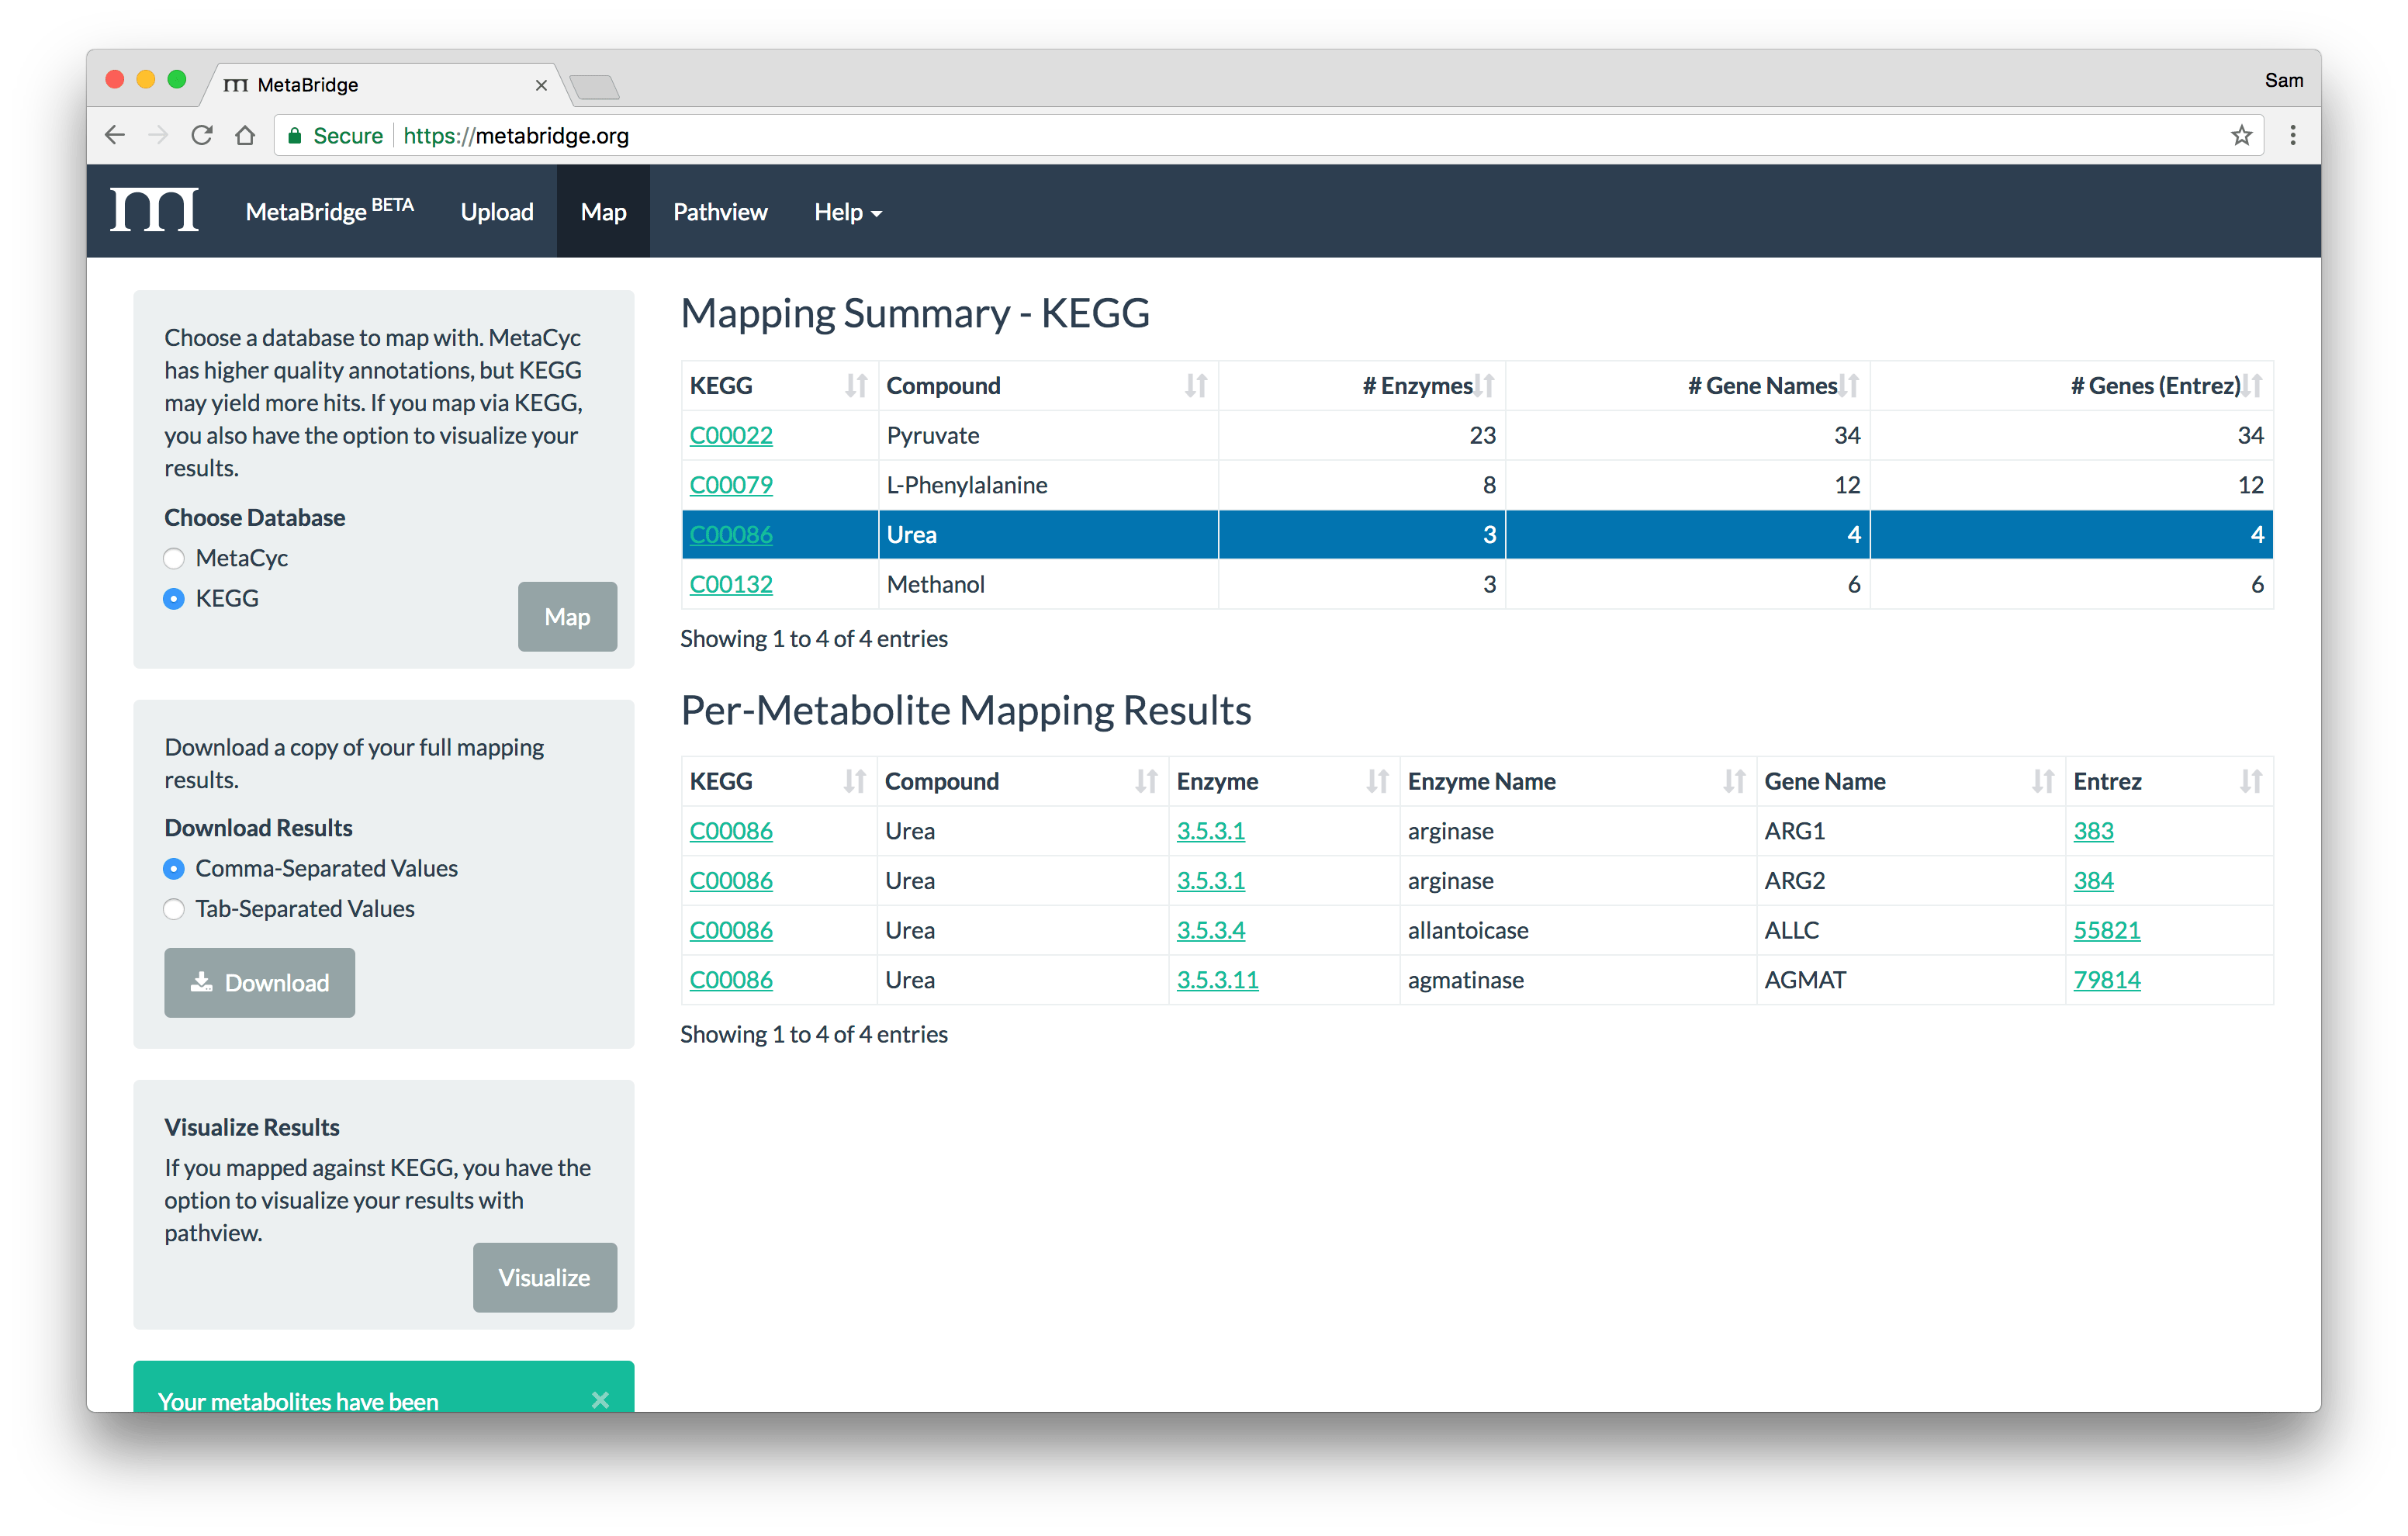 MetaBridge
Sam
Secure https://metabridge.org
m MetaBridge BETA Upload Map Pathview Help
Choose a database to map with. MetaCyc
has higher quality annotations, but KEGG
may yield more hits. If you map via KEGG,
you also have the option to visualize your
results.
Choose Database
MetaCyc
KEGG
Map
Download a copy of your full mapping
results.
Download Results
Comma-Separated Values
Tab-Separated Values
Download
Visualize Results
If you mapped against KEGG, you have the
option to visualize your results with
pathview.
Visualize
Your metabolites have been
Mapping Summary - KEGG
KEGG Compound # Enzymes # Gene Names # Genes (Entrez)
C00022 Pyruvate 23 34 34
C00079 L-Phenylalanine 8 12 12
C00086 Urea 3 4 4
C00132 Methanol 3 6 6
Showing 1 to 4 of 4 entries
Per-Metabolite Mapping Results
KEGG Compound Enzyme Enzyme Name Gene Name Entrez
C00086 Urea 3.5.3.1 arginase ARG1 383
C00086 Urea 3.5.3.1 arginase ARG2 384
C00086 Urea 3.5.3.4 allantoicase ALLC 55821
C00086 Urea 3.5.3.11 agmatinase AGMAT 79814
Showing 1 to 4 of 4 entries